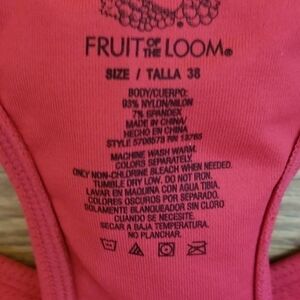 FRUIT OF THE LOOM®
SIZE / TALLA 38
BODY/CUERPO:
93% NYLON/NILON
7% SPANDEX
MADE IN CHINA/
HECHO EN CHINA
STYLE RN 13765
MACHINE WASH WARM.
COLORS SEPARATELY.
ONLY NON-CHLORINE BLEACH WHEN NEEDED.
TUMBLE DRY LOW. DO NOT IRON.
LAVAR EN MAQUINA CON AGUA TIBIA.
COLORES OSCUROS POR SEPARADO.
SOLAMENTE BLANQUEADOR SIN CLORO
CUANDO SE NECESITE.
SECAR A BAJA TEMPERATURA.
NO PLANCHAR.